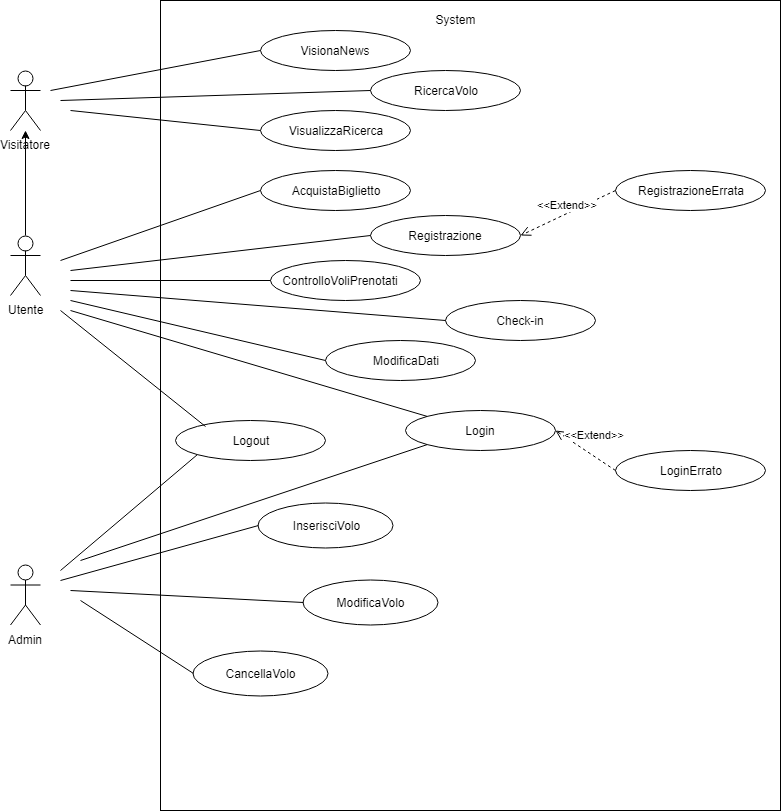 System
VisionaNews
RicercaVolo
VisualizzaRicerca
Visitatore
AcquistaBiglietto
RegistrazioneErrata
<<Extend>>
Registrazione
ControlloVoliPrenotati
Utente
Check-in
ModificaDati
Login
<<Extend>>
Logout
LoginErrato
InserisciVolo
ModificaVolo
Admin
CancellaVolo